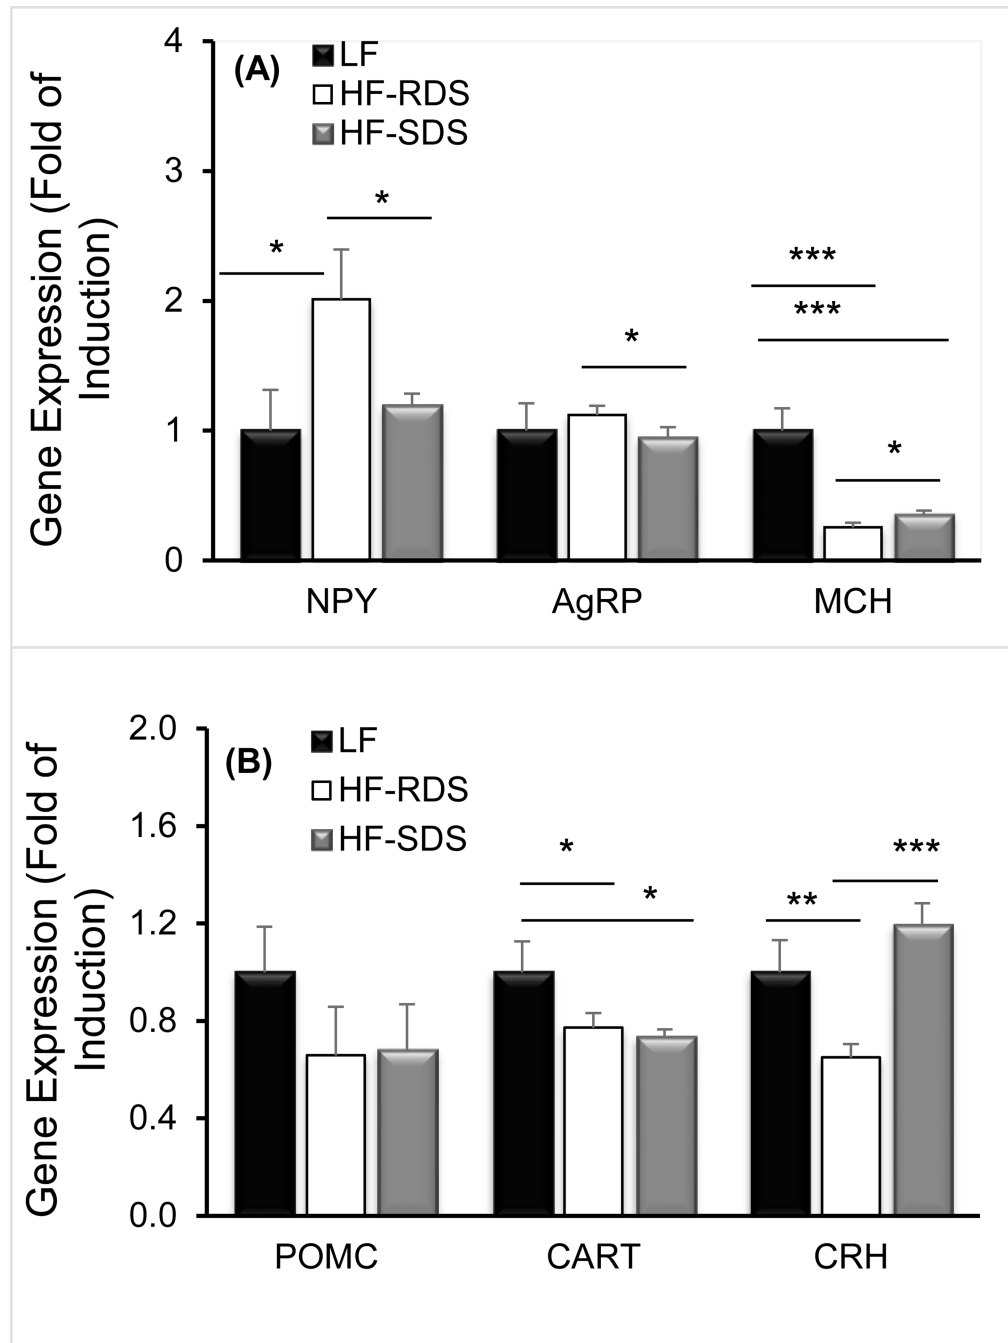 (A)
LF
HF-RDS
HF-SDS
Gene Expression (Fold of
Induction)
4
3
2
1
0
*
*
*
***
***
*
NPY AgRP MCH
(B)
LF
HF-RDS
HF-SDS
Gene Expression (Fold of
Induction)
2.0
1.6
1.2
0.8
0.4
0.0
*
*
**
***
POMC CART CRH